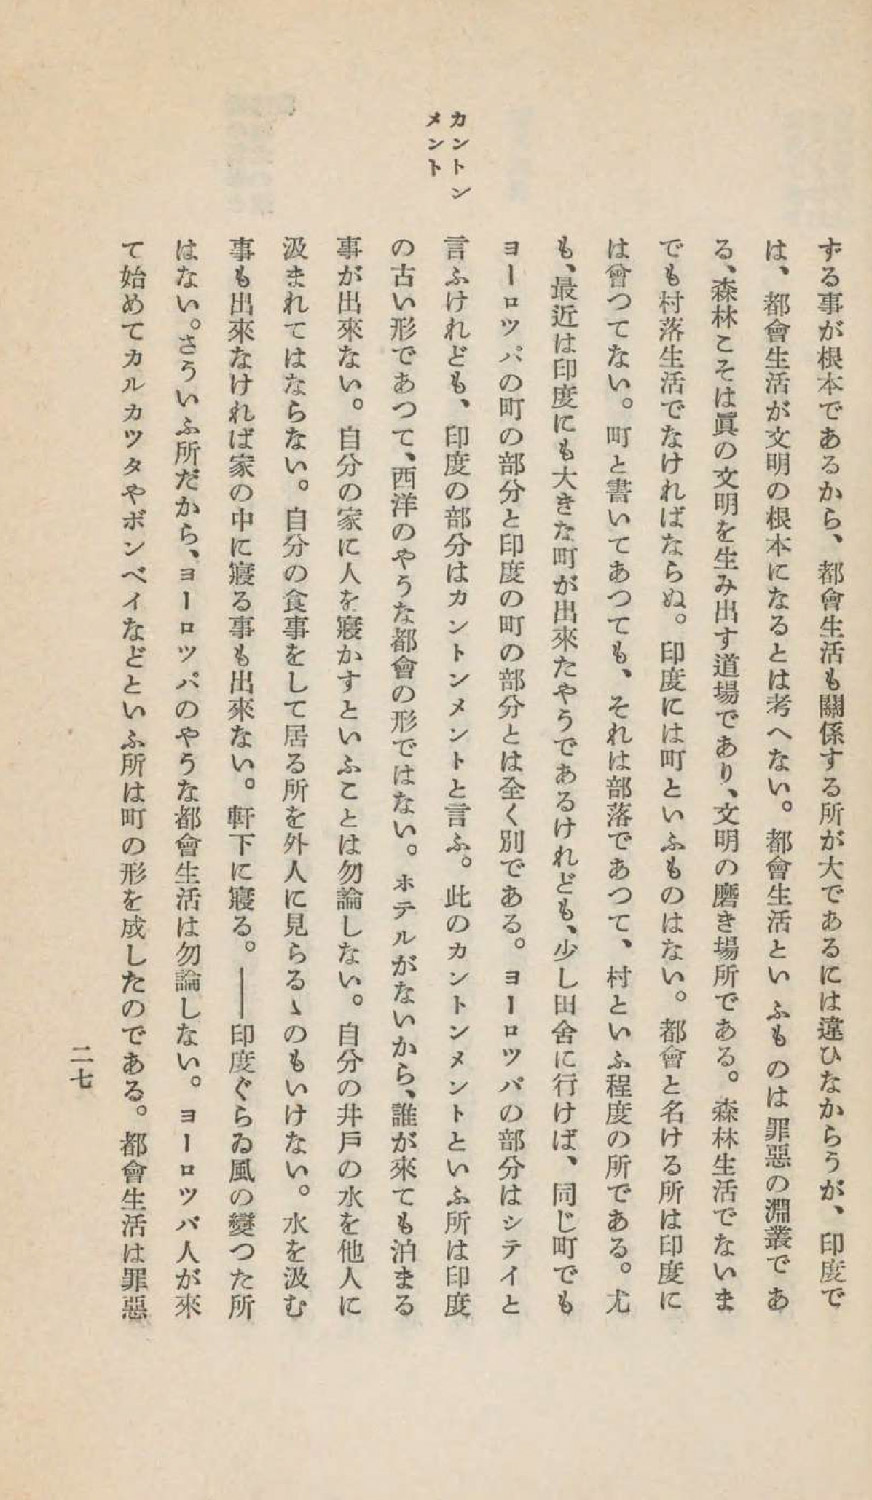 する事が根本であるから、都會生活も關係する所が大であるには違ひなからうが、印度で
は、都會生活が文明の根本になるとは考へない。都會生活といふものは罪惡の淵叢であ
る、森林こそは眞の文明を生み出す道場であり、文明の磨き場所である。森林生活でないま
でも村落生活でなければならぬ。印度には町といふものはない。都會と名ける所は印度に
は曾つてない。町と書いてあつても、それは部落であつて、村といふ程度の所である。尤
も、最近は印度にも大きな町が出來たやうであるけれども、少し田舍に行けば、同じ町でも
ヨーロツパの町の部分と印度の町の部分とは全く別である。ヨーロツパの部分はシテイと
カントン
メント
言ふけれども、印度の部分はカントンメントと言ふ。此のカントンメントといふ所は印度
の古い形であつて、西洋のやうな都會の形ではない。ホテルがないから、誰が來ても泊まる
事が出來ない。自分の家に人を寢かすといふことは勿論しない。自分の井戸の水を他人に
汲まれてはならない。自分の食事をして居る所を外人に見らるゝのもいけない。水を汲む
事も出來なければ家の中に寢る事も出來ない。軒下に寢る。――印度ぐらゐ風の變つた所
はない。さういふ所だから、ヨーロツパのやうな都會生活は勿論しない。ヨーロツパ人が來
て始めてカルカツタやボンベイなどといふ所は町の形を成したのである。都會生活は罪惡
二七